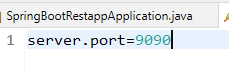 SpringBootRestappApplication.java
1 server.port=9090